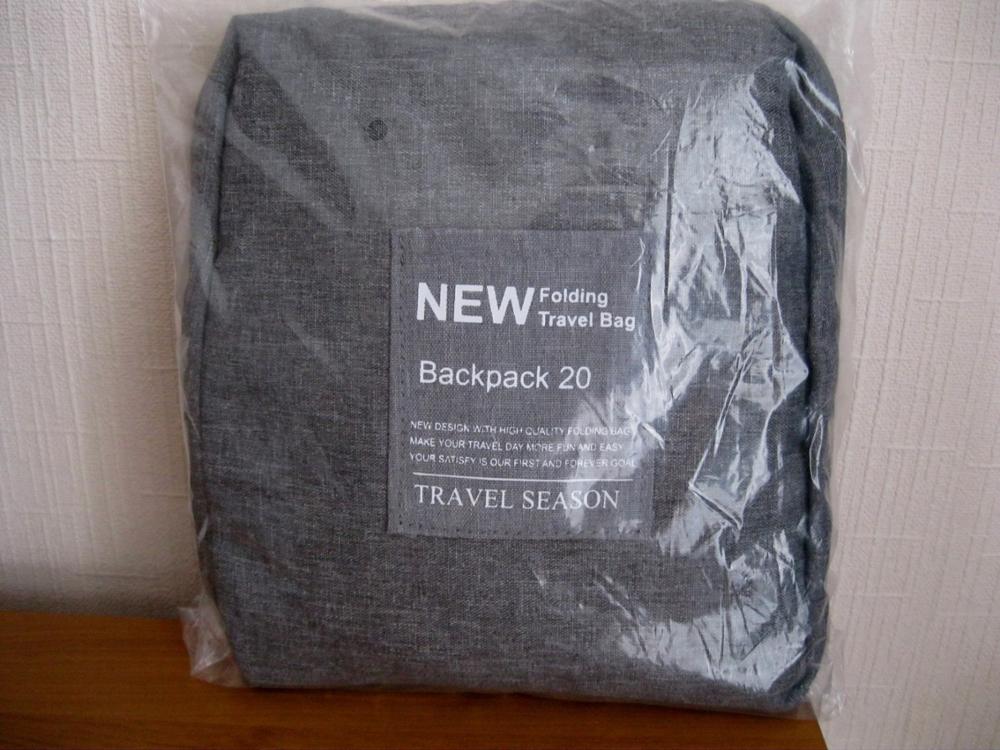 NEW Folding
Travel Bag
Backpack 20
NEW DESIGN WITH HIGH QUALITY FOLDING BAG
MAKE YOUR TRAVEL DAY MORE FUN AND EASY
YOUR SATISFY IS OUR FIRST AND FOREVER GOAL
TRAVEL SEASON